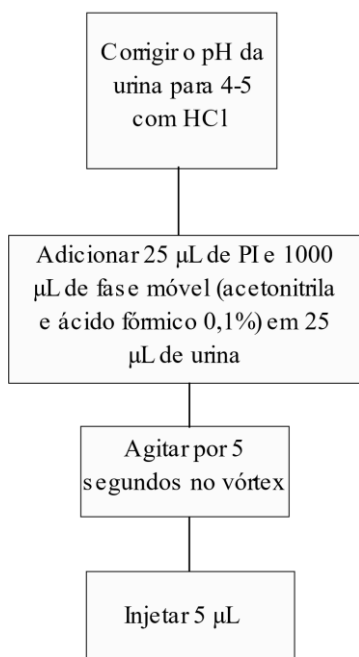 Corrigir o pH da
urina para 4-5
com HCl
Adicionar 25 µL de PI e 1000
µL de fase móvel (acetonitrila
e ácido fórmico 0,1%) em 25
µL de urina
Agitar por 5
segundos no vórtex
Injetar 5 µL